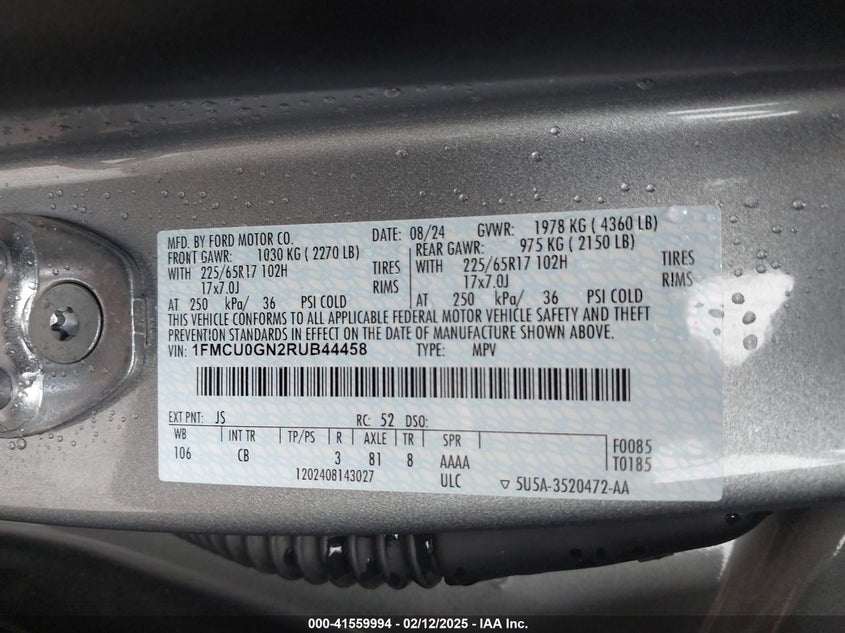 MFD. BY FORD MOTOR CO. DATE: 08/24 GVWR: 1978 KG ( 4360 LB)
FRONT GAWR: 1030 KG ( 2270 LB) REAR GAWR: 975 KG ( 2150 LB)
WITH 225/65R17 102H TIRES WITH 225/65R17 102H TIRES
17x7.0J RIMS 17x7.0J RIMS
AT 250 kPa/ 36 PSI COLD AT 250 kPa/ 36 PSI COLD
THIS VEHICLE CONFORMS TO ALL APPLICABLE FEDERAL MOTOR VEHICLE SAFETY AND THEFT
PREVENTION STANDARDS IN EFFECT ON THE DATE OF MANUFACTURE SHOWN ABOVE.
VIN: 1FMCU0GN2RUB44458 TYPE: MPV
EXT PNT: JS RC: 52 DSO:
WB INT TR TP/PS R AXLE TR SPR F0085
106 CB 3 81 8 AAAA T0185
1202408143027 ULC ▽ 5U5A-3520472-AA
000-41559994 - 02/12/2025 - IAA Inc.